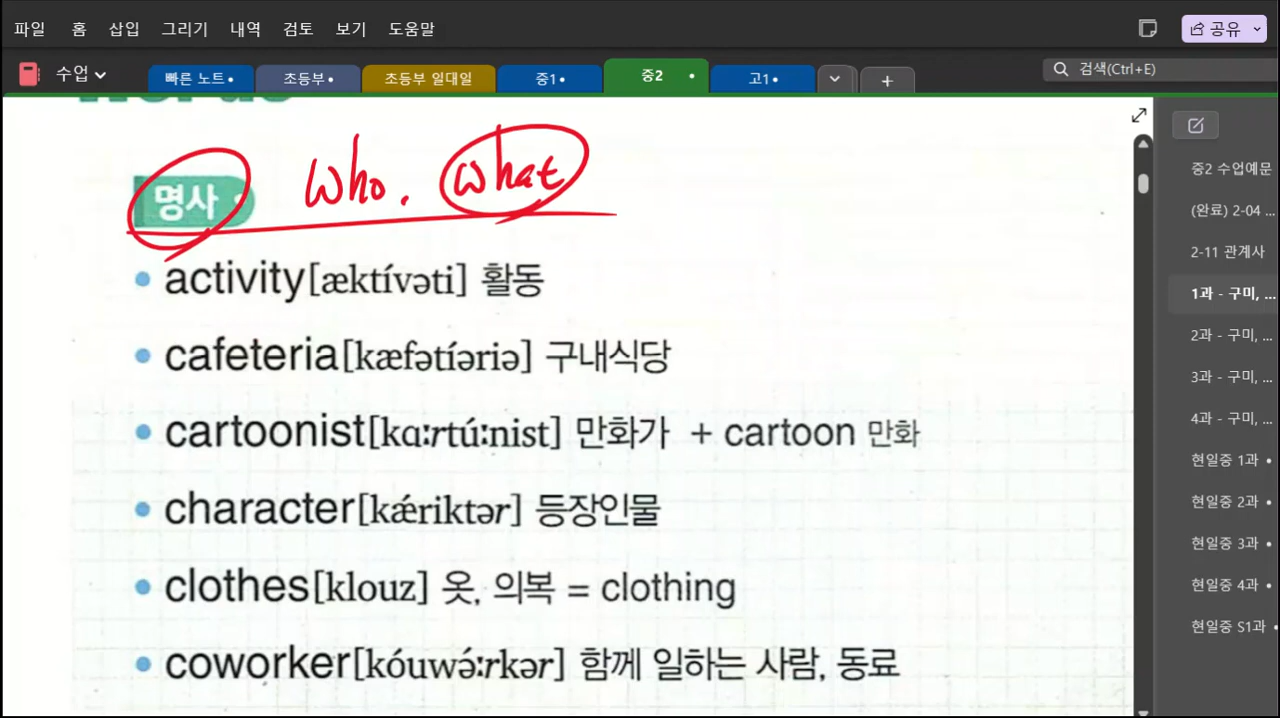 파일 홈 삽입 그리기 내역 검토 보기 도움말 공유
수업 빠른 노트 초등부 초등부 일대일 중1 중2 고1 + 검색(Ctrl+E)
명사 who, what
activity[æktívəti] 활동
cafeteria[kæfətíəriə] 구내식당
cartoonist[kɑːrtúːnist] 만화가 + cartoon 만화
character[kǽriktər] 등장인물
clothes[klouz] 옷, 의복 = clothing
coworker[kóuwə́ːrkər] 함께 일하는 사람, 동료
중2 수업예문
(완료) 2-04 ...
2-11 관계사
1과 - 구미, ...
2과 - 구미, ...
3과 - 구미, ...
4과 - 구미, ...
현일중 1과
현일중 2과
현일중 3과
현일중 4과
현일중 S1과